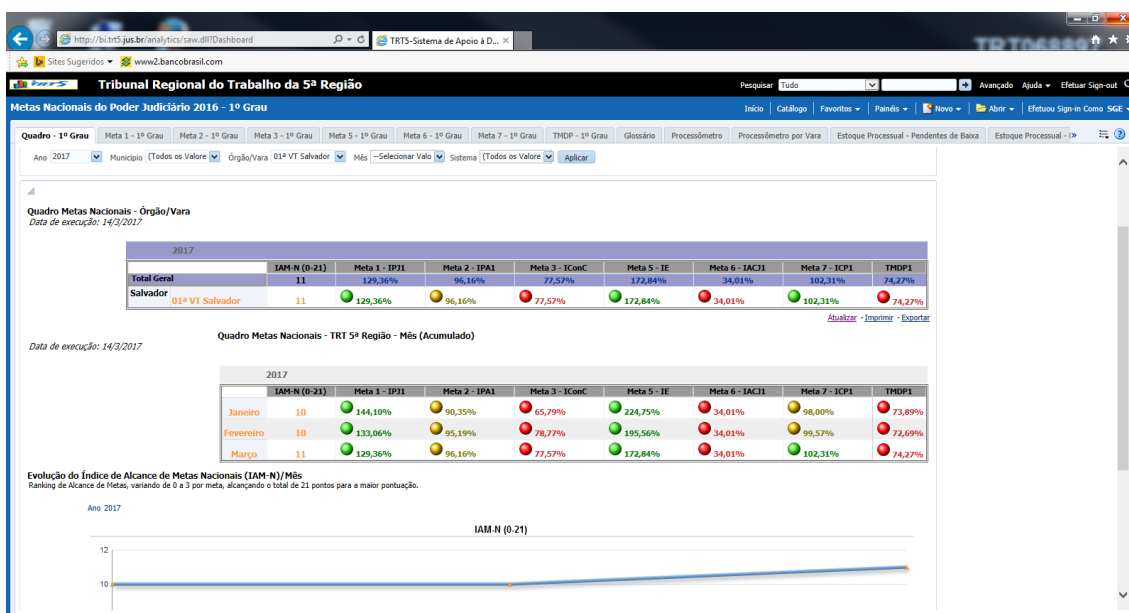 http://bi.trt5.jus.br/analytics/saw.dll?Dashboard
TRT5-Sistema de Apoio à D...
Sites Sugeridos
www2.bancobrasil.com
TRT5
Tribunal Regional do Trabalho da 5ª Região
Pesquisar Tudo
Avançado Ajuda Efetuar Sign-out
Metas Nacionais do Poder Judiciário 2016 - 1º Grau
Início Catálogo Favoritos Painéis Novo Abrir Efetuou Sign-in Como SGE
Quadro - 1º Grau Meta 1 - 1º Grau Meta 2 - 1º Grau Meta 3 - 1º Grau Meta 5 - 1º Grau Meta 6 - 1º Grau Meta 7 - 1º Grau TMDP - 1º Grau Glossário Processômetro Processômetro por Vara Estoque Processual - Pendentes de Baixa Estoque Processual -
Ano 2017 Município (Todos os Valore Órgão/Vara 01ª VT Salvador Mês --Selecionar Valo Sistema (Todos os Valore Aplicar
Quadro Metas Nacionais - Órgão/Vara
Data de execução: 14/3/2017
2017
IAM-N (0-21) Meta 1 - IPJ1 Meta 2 - IPA1 Meta 3 - IConC Meta 5 - IE Meta 6 - IACJ1 Meta 7 - ICP1 TMDP1
Total Geral 11 129,36% 96,16% 77,57% 172,84% 34,01% 102,31% 74,27%
Salvador 01ª VT Salvador 11 129,36% 96,16% 77,57% 172,84% 34,01% 102,31% 74,27%
Atualizar - Imprimir - Exportar
Quadro Metas Nacionais - TRT 5ª Região - Mês (Acumulado)
Data de execução: 14/3/2017
2017
IAM-N (0-21) Meta 1 - IPJ1 Meta 2 - IPA1 Meta 3 - IConC Meta 5 - IE Meta 6 - IACJ1 Meta 7 - ICP1 TMDP1
Janeiro 10 144,10% 90,35% 65,79% 224,75% 34,01% 98,00% 73,89%
Fevereiro 10 133,06% 95,19% 78,77% 195,56% 34,01% 99,57% 72,69%
Março 11 129,36% 96,16% 77,57% 172,84% 34,01% 102,31% 74,27%
Evolução do Índice de Alcance de Metas Nacionais (IAM-N)/Mês
Ranking de Alcance de Metas, variando de 0 a 3 por meta, alcançando o total de 21 pontos para a maior pontuação.
Ano 2017
IAM-N (0-21)
12
10